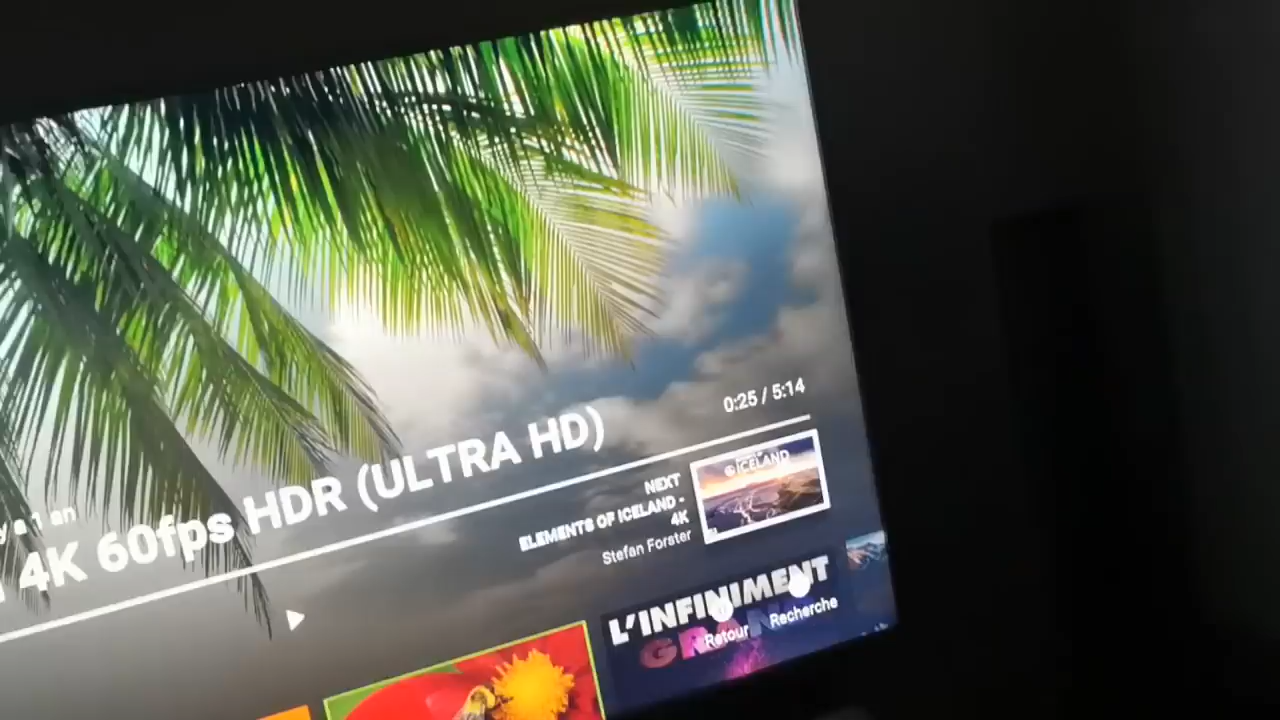 0:25 / 5:14
4K 60fps HDR (ULTRA HD)
NEXT
ELEMENTS OF ICELAND -
4K
Stefan Forster
ICELAND
L'INFINIMENT
GRAN
Retour
Recherche